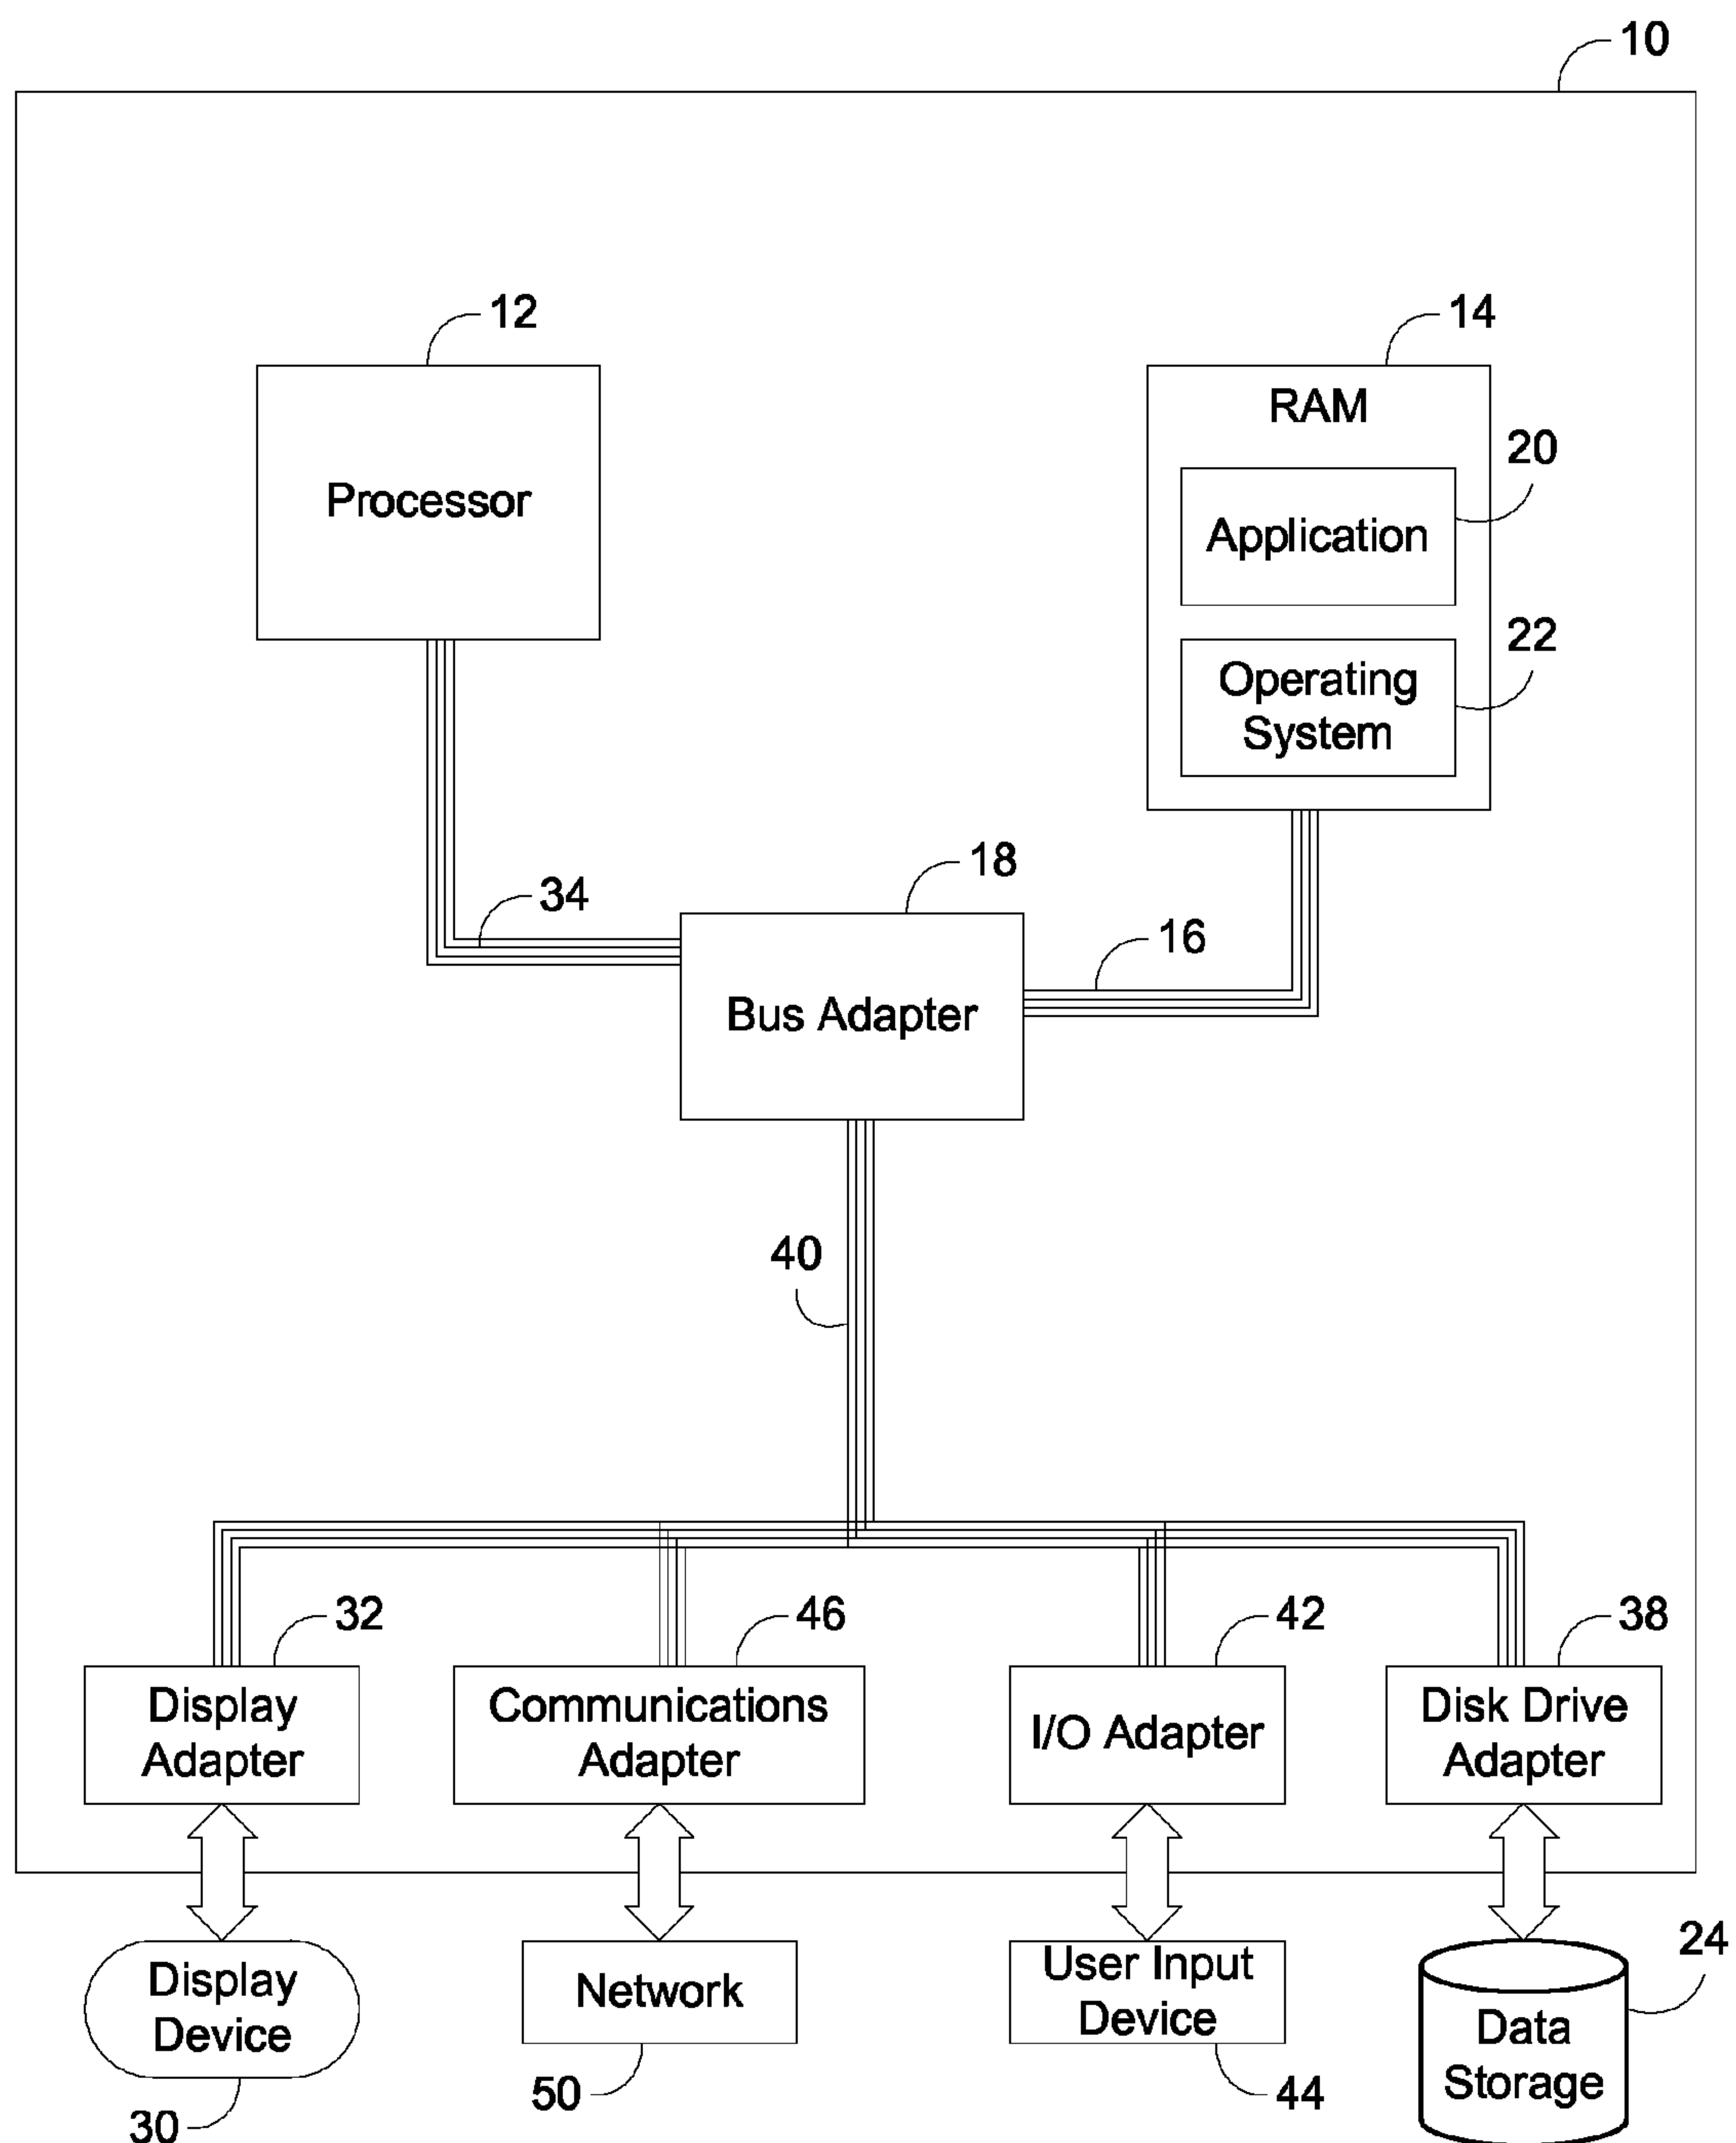 10
12
14
RAM
20
Processor
Application
22
Operating
System
18
34
16
Bus Adapter
40
32
46
42
38
Display
Adapter
Communications
Adapter
I/O Adapter
Disk Drive
Adapter
24
Display
Device
Network
User Input
Device
Data
Storage
50
44
30